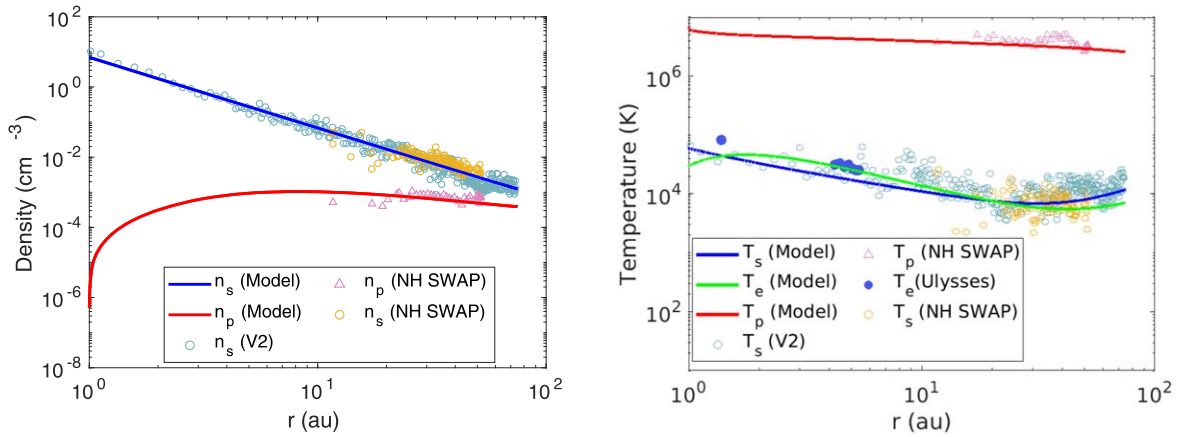 10^2
10^0
10^-2
10^-4
10^-6
10^-8
Density (cm^-3)
n_s (Model)
n_p (Model)
n_s (V2)
n_p (NH SWAP)
n_s (NH SWAP)
10^0
10^1
10^2
r (au)
10^6
10^4
10^2
Temperature (K)
T_s (Model)
T_e (Model)
T_p (Model)
T_s (V2)
T_p (NH SWAP)
T_e(Ulysses)
T_s (NH SWAP)
10^0
10^1
10^2
r (au)